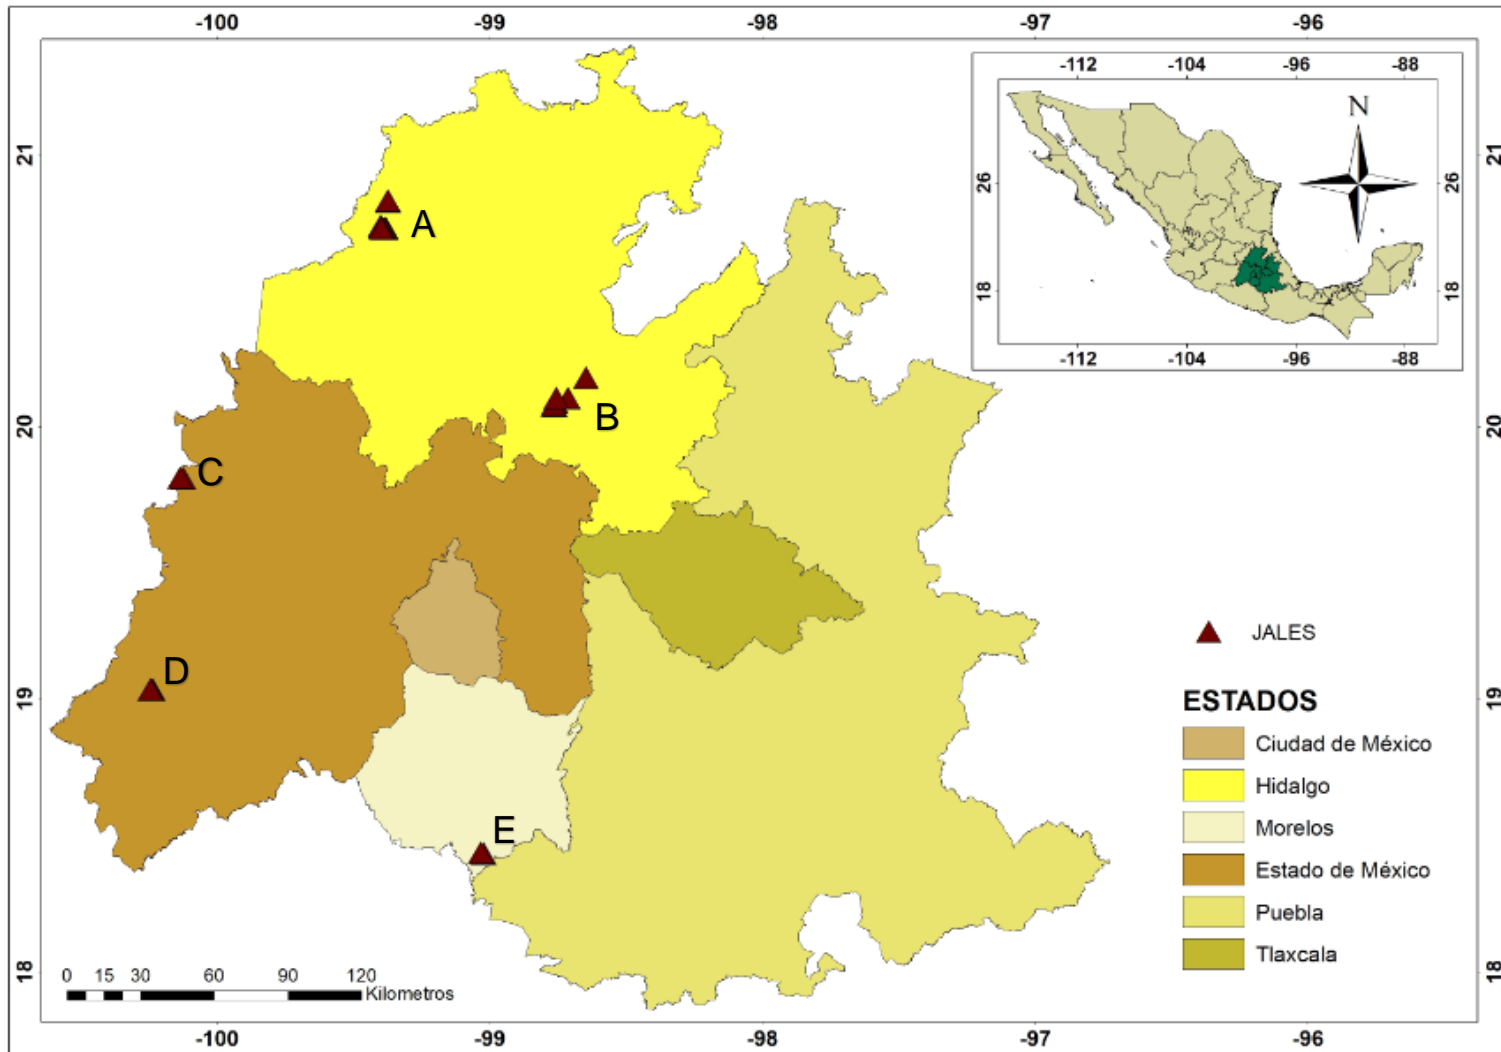 -100 -99 -98 -97 -96
-112 -104 -96 -88
N
21 21
26 26
A
18 18
-112 -104 -96 -88
B
20 20
C
JALES
D
19 19
ESTADOS
Ciudad de México
Hidalgo
E
Morelos
Estado de México
Puebla
Tlaxcala
18 18
0 15 30 60 90 120
Kilometros
-100 -99 -98 -97 -96